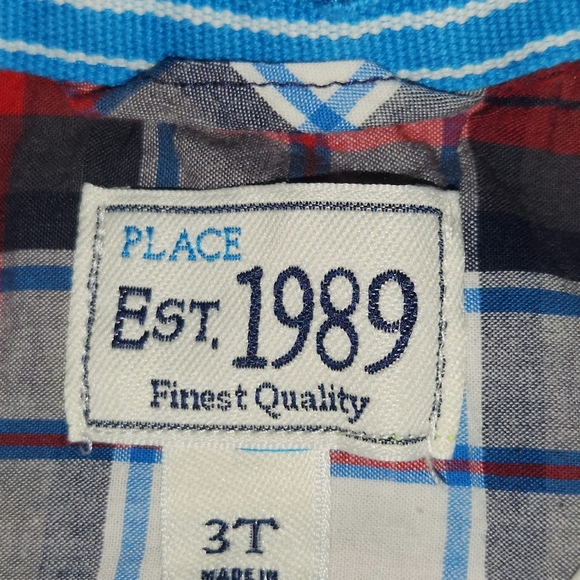 PLACE
EST. 1989
Finest Quality
3T
MADE IN